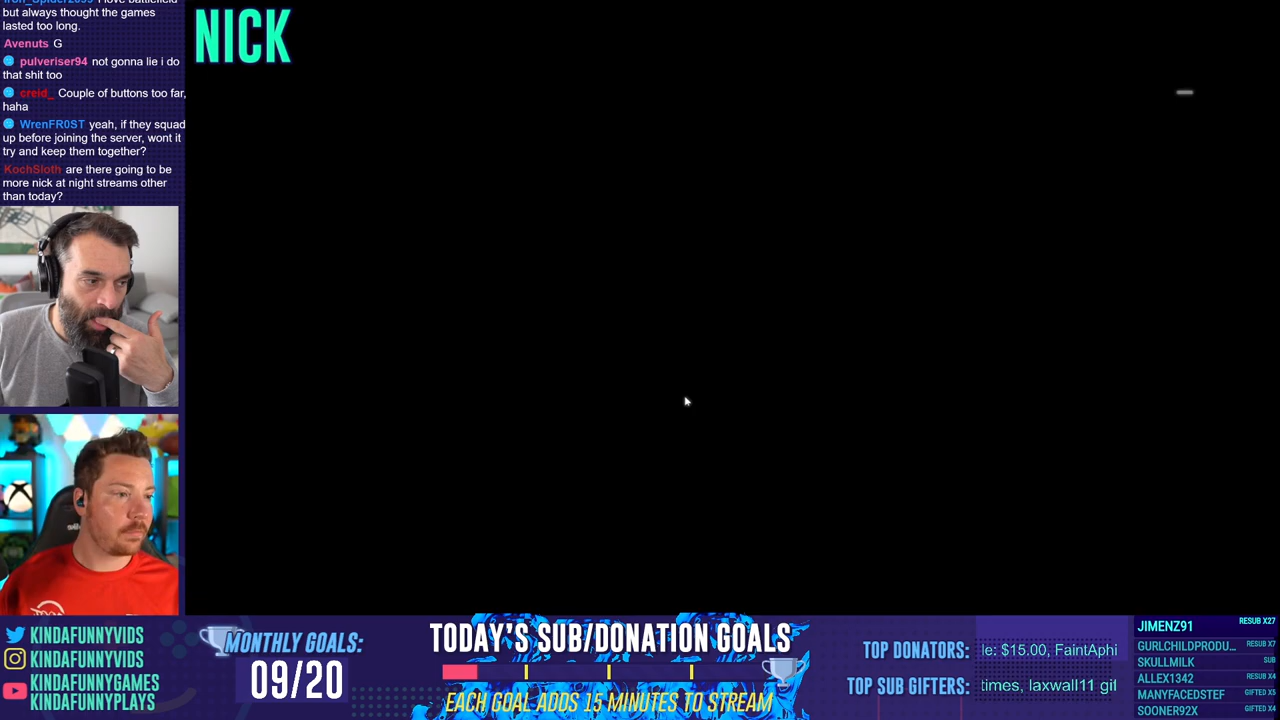 but always thought the games
lasted too long.
Avenuts G
pulveriser94 not gonna lie i do
that shit too
creid_ Couple of buttons too far,
haha
WrenFR0ST yeah, if they squad
up before joining the server, wont it
try and keep them together?
KochSloth are there going to be
more nick at night streams other
than today?
NICK
KINDAFUNNYVIDS
KINDAFUNNYVIDS
KINDAFUNNYGAMES
KINDAFUNNYPLAYS
MONTHLY GOALS:
09/20
TODAY'S SUB/DONATION GOALS
EACH GOAL ADDS 15 MINUTES TO STREAM
TOP DONATORS: le: $15.00, FaintAphi
TOP SUB GIFTERS: times, laxwall11 gif
JIMENZ91 RESUB X27
GURLCHILDPRODU... RESUB X7
SKULLMILK SUB
ALLEX1342 RESUB X4
MANYFACEDSTEF GIFTED X5
SOONER92X GIFTED X4